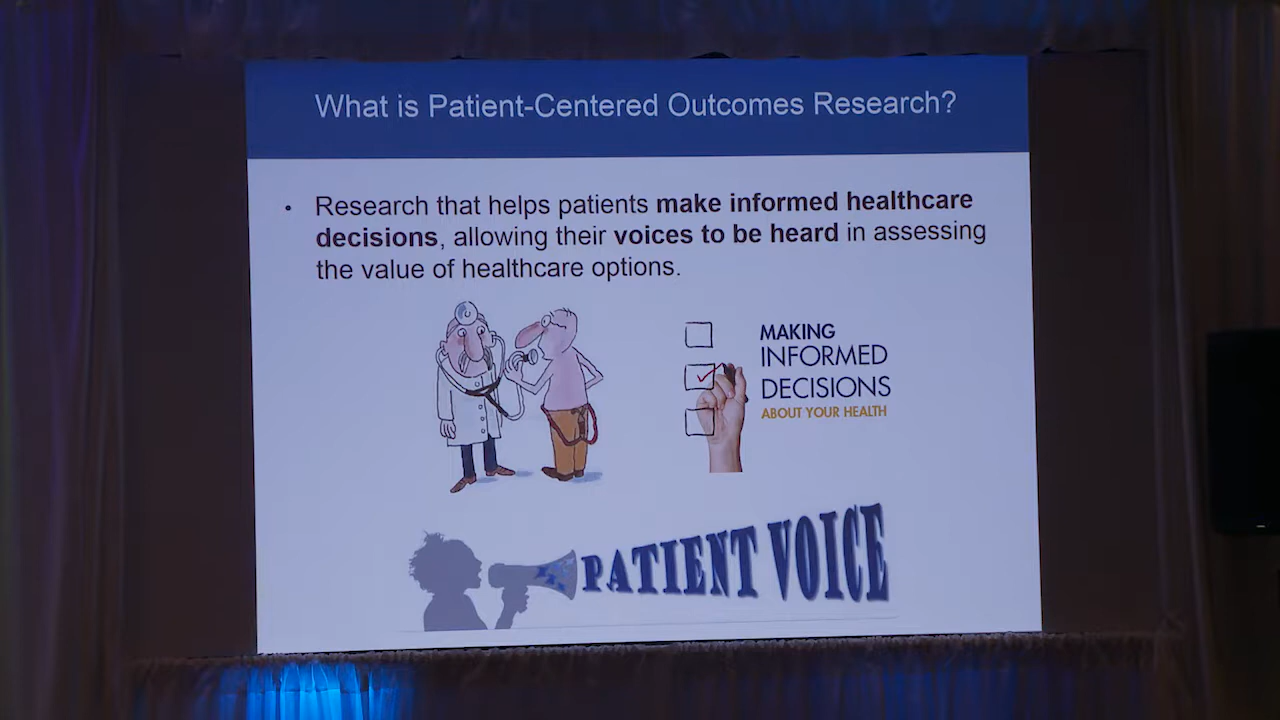 What is Patient-Centered Outcomes Research?
• Research that helps patients make informed healthcare
decisions, allowing their voices to be heard in assessing
the value of healthcare options.
MAKING
INFORMED
DECISIONS
ABOUT YOUR HEALTH
PATIENT VOICE